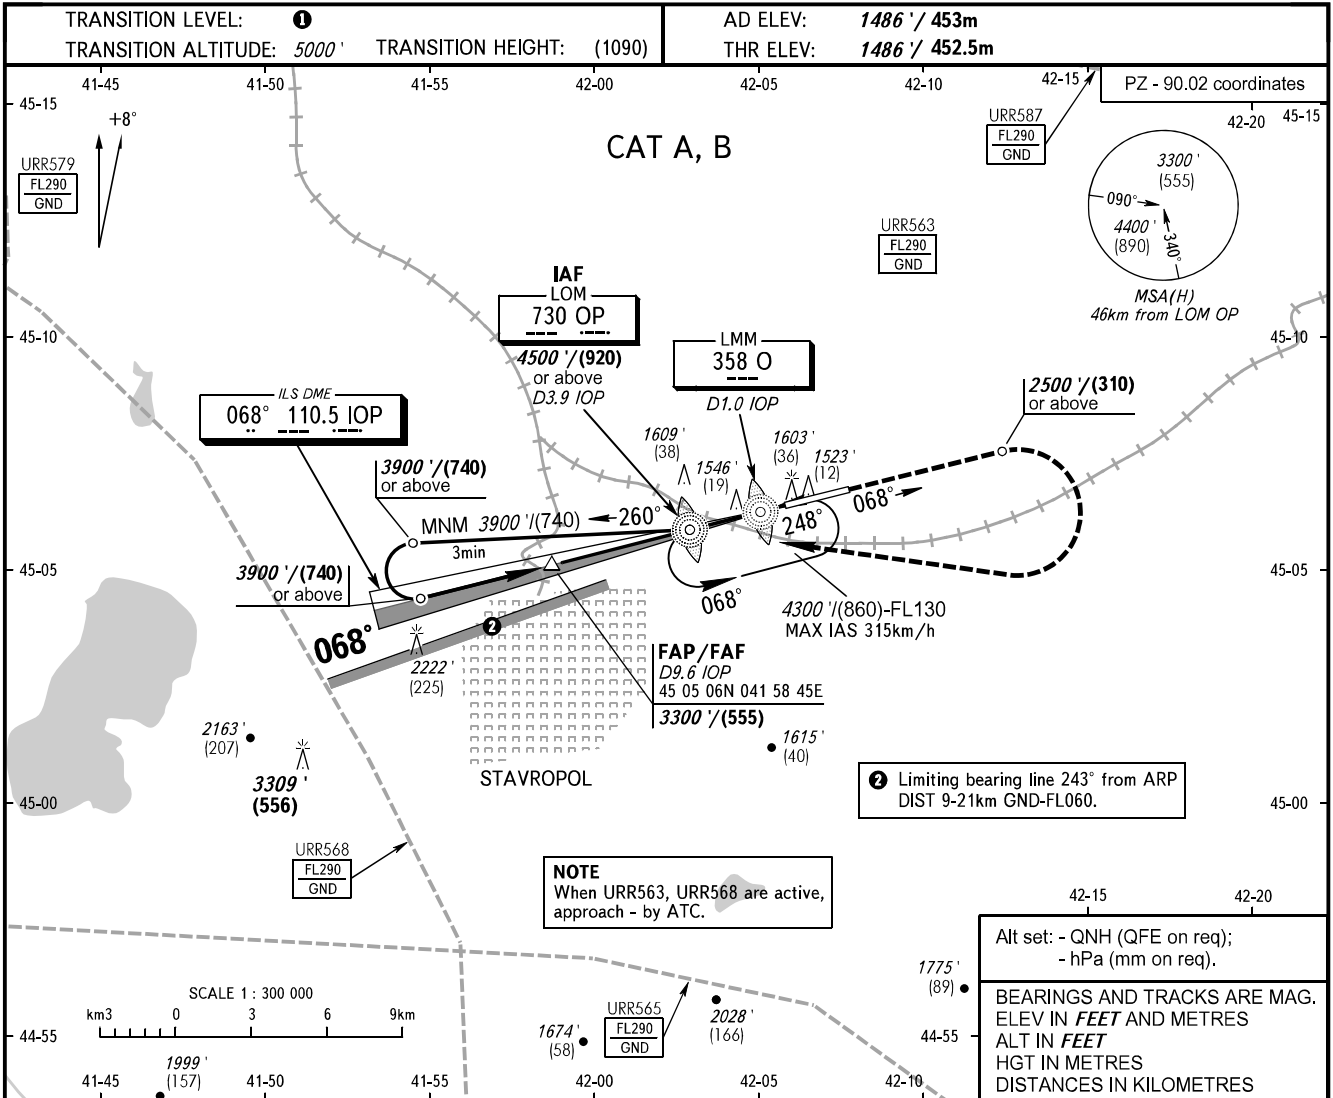 TRANSITION LEVEL: 1
TRANSITION ALTITUDE: 5000 ' TRANSITION HEIGHT: (1090)
AD ELEV: 1486 '/ 453m
THR ELEV: 1486 '/ 452.5m
41-45 41-50 41-55 42-00 42-05 42-10 42-15
PZ - 90.02 coordinates
45-15
42-20 45-15
+8°
URR579
FL290
GND
CAT A, B
URR587
FL290
GND
3300 '
(555)
090°
4400 '
(890)
340°
MSA(H)
46km from LOM OP
URR563
FL290
GND
IAF
LOM
730 OP
4500 '/(920)
or above
D3.9 IOP
LMM
358 O
D1.0 IOP
45-10
45-10
ILS DME
068° 110.5 IOP
2500 '/(310)
or above
3900 '/(740)
or above
1609 '
(38)
1546 '
(19)
1603 '
(36)
1523 '
(12)
MNM 3900 '/(740)
260°
3min
248°
068°
3900 '/(740)
or above
45-05
45-05
068°
4300 '/(860)-FL130
MAX IAS 315km/h
068°
2
2222 '
(225)
FAP/FAF
D9.6 IOP
45 05 06N 041 58 45E
3300 '/(555)
2163 '
(207)
3309 '
(556)
1615 '
(40)
STAVROPOL
2 Limiting bearing line 243° from ARP
DIST 9-21km GND-FL060.
45-00
45-00
URR568
FL290
GND
NOTE
When URR563, URR568 are active,
approach - by ATC.
42-15 42-20
Alt set: - QNH (QFE on req);
- hPa (mm on req).
1775 '
(89)
SCALE 1 : 300 000
km3 0 3 6 9km
URR565
FL290
GND
2028 '
(166)
1674 '
(58)
BEARINGS AND TRACKS ARE MAG.
ELEV IN FEET AND METRES
ALT IN FEET
HGT IN METRES
DISTANCES IN KILOMETRES
44-55
44-55
1999 '
(157)
41-45 41-50 41-55 42-00 42-05 42-10